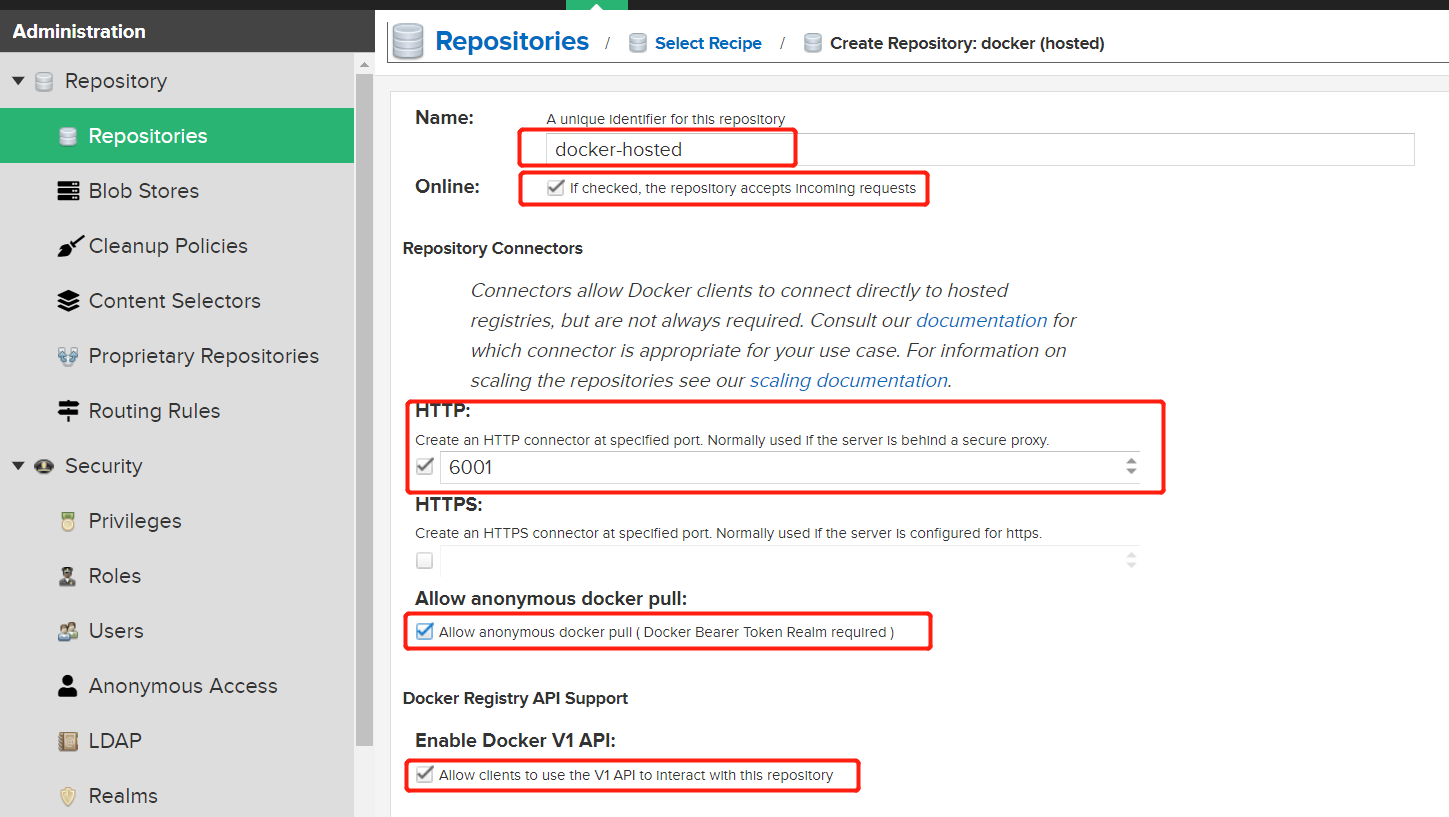 Administration
Repository
Repositories
Blob Stores
Cleanup Policies
Content Selectors
Proprietary Repositories
Routing Rules
Security
Privileges
Roles
Users
Anonymous Access
LDAP
Realms
Repositories / Select Recipe / Create Repository: docker (hosted)
Name:
A unique identifier for this repository
docker-hosted
Online:
If checked, the repository accepts incoming requests
Repository Connectors
Connectors allow Docker clients to connect directly to hosted
registries, but are not always required. Consult our documentation for
which connector is appropriate for your use case. For information on
scaling the repositories see our scaling documentation.
HTTP:
Create an HTTP connector at specified port. Normally used if the server is behind a secure proxy.
6001
HTTPS:
Create an HTTPS connector at specified port. Normally used if the server is configured for https.
Allow anonymous docker pull:
Allow anonymous docker pull ( Docker Bearer Token Realm required )
Docker Registry API Support
Enable Docker V1 API:
Allow clients to use the V1 API to interact with this repository